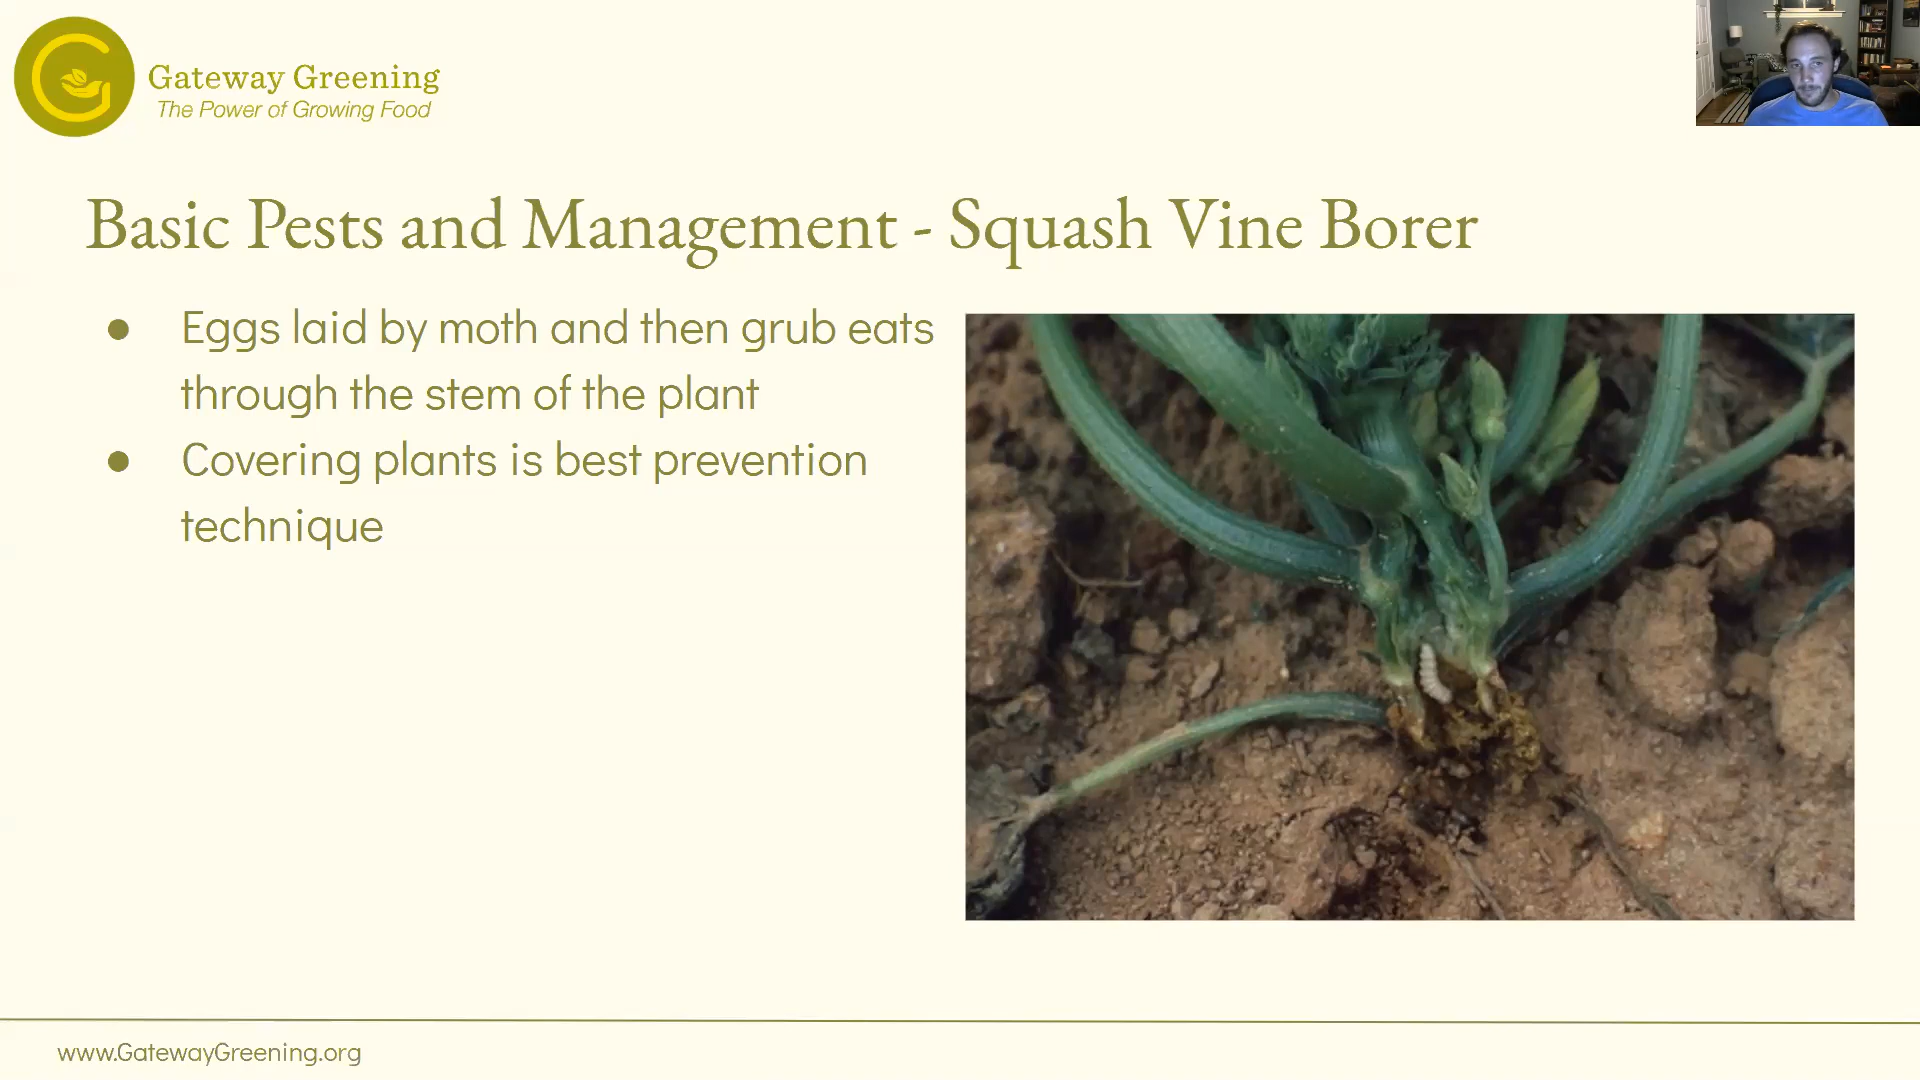 Gateway Greening
The Power of Growing Food
Basic Pests and Management - Squash Vine Borer
● Eggs laid by moth and then grub eats
through the stem of the plant
● Covering plants is best prevention
technique
www.GatewayGreening.org